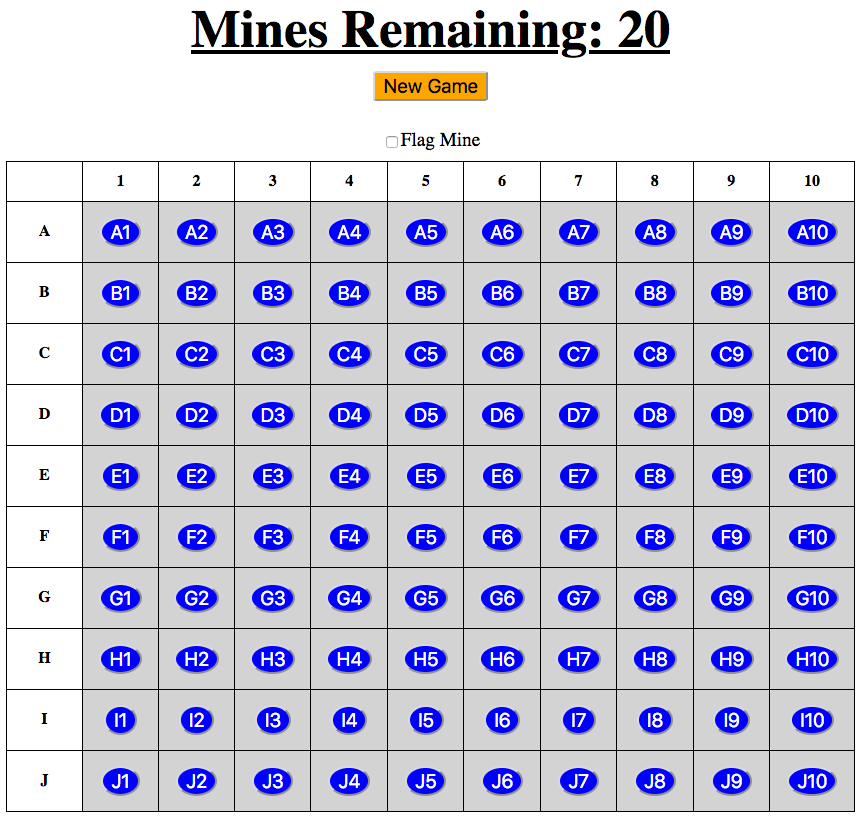 Mines Remaining: 20
New Game
Flag Mine
1 2 3 4 5 6 7 8 9 10
A A1 A2 A3 A4 A5 A6 A7 A8 A9 A10
B B1 B2 B3 B4 B5 B6 B7 B8 B9 B10
C C1 C2 C3 C4 C5 C6 C7 C8 C9 C10
D D1 D2 D3 D4 D5 D6 D7 D8 D9 D10
E E1 E2 E3 E4 E5 E6 E7 E8 E9 E10
F F1 F2 F3 F4 F5 F6 F7 F8 F9 F10
G G1 G2 G3 G4 G5 G6 G7 G8 G9 G10
H H1 H2 H3 H4 H5 H6 H7 H8 H9 H10
I I1 I2 I3 I4 I5 I6 I7 I8 I9 I10
J J1 J2 J3 J4 J5 J6 J7 J8 J9 J10